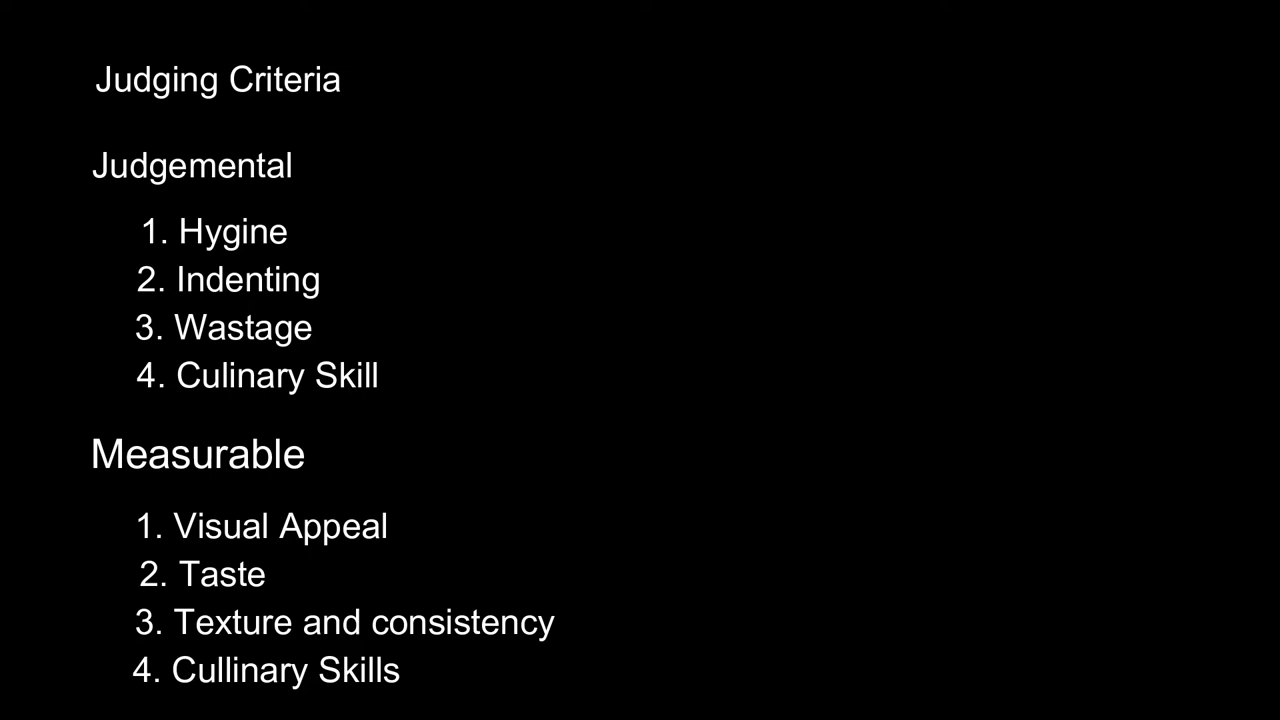 Judging Criteria
Judgemental
1. Hygine
2. Indenting
3. Wastage
4. Culinary Skill
Measurable
1. Visual Appeal
2. Taste
3. Texture and consistency
4. Cullinary Skills